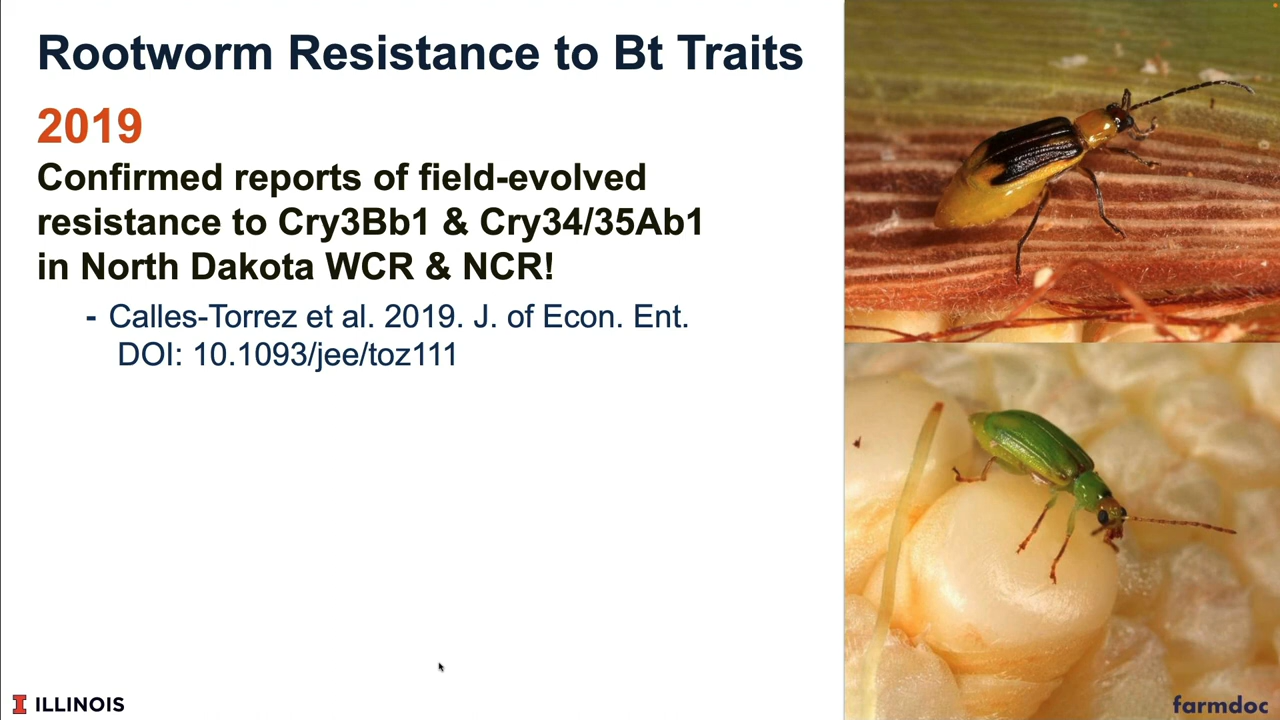 Rootworm Resistance to Bt Traits
2019
Confirmed reports of field-evolved
resistance to Cry3Bb1 & Cry34/35Ab1
in North Dakota WCR & NCR!
- Calles-Torrez et al. 2019. J. of Econ. Ent.
DOI: 10.1093/jee/toz111
I ILLINOIS
farmdoc